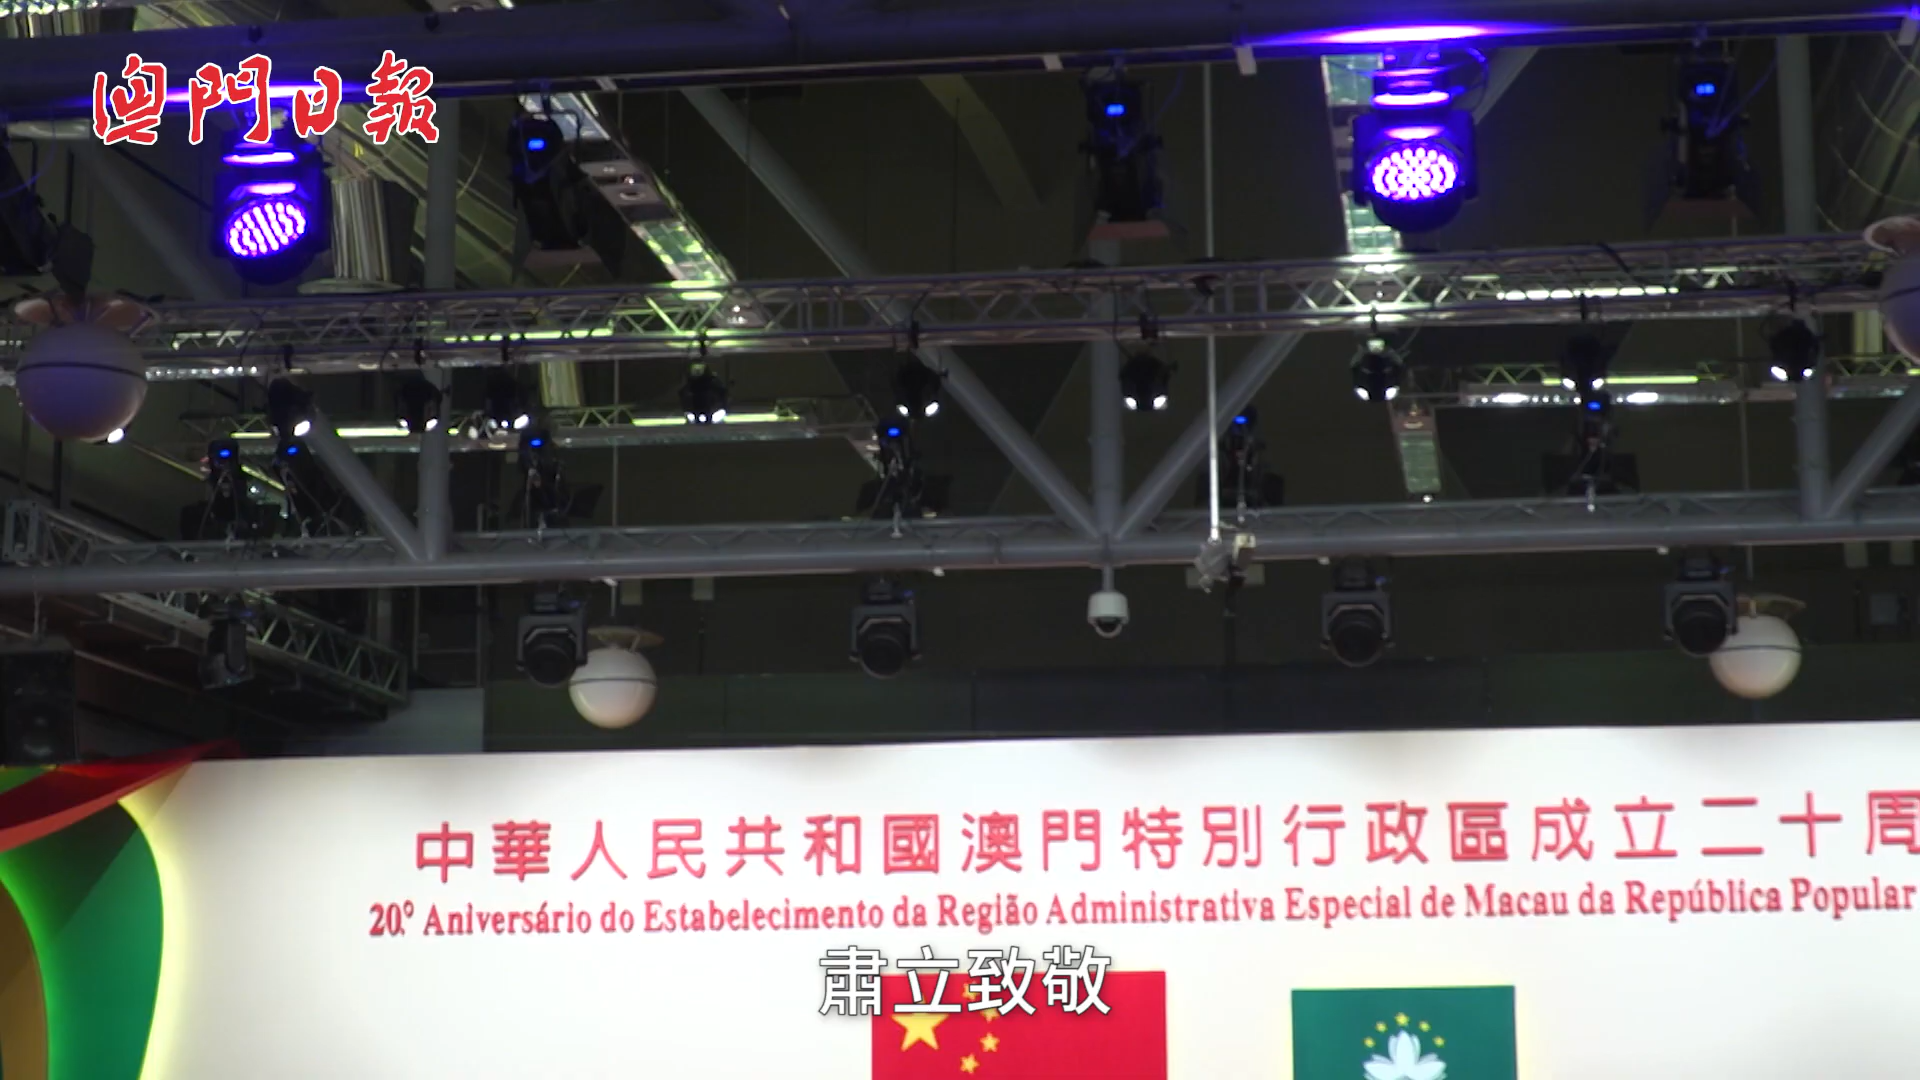 澳門日報
中華人民共和國澳門特別行政區成立二十周
20.º Aniversário do Estabelecimento da Região Administrativa Especial de Macau da República Popular
肅立致敬